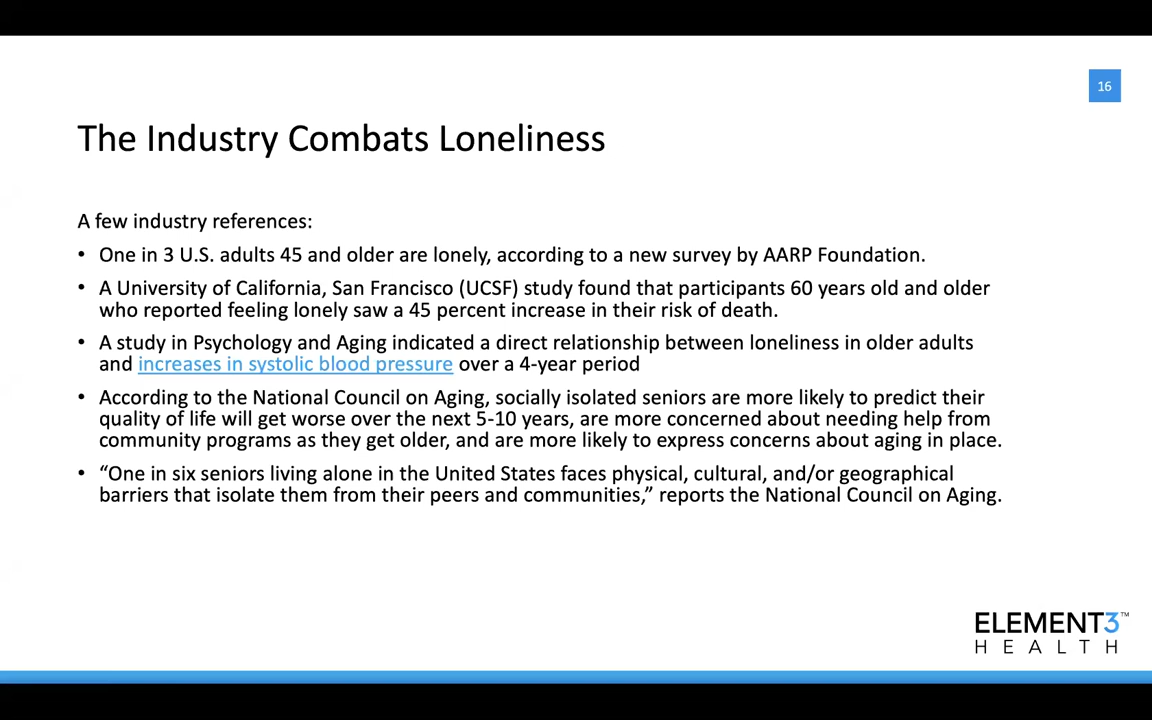 16
The Industry Combats Loneliness
A few industry references:
• One in 3 U.S. adults 45 and older are lonely, according to a new survey by AARP Foundation.
• A University of California, San Francisco (UCSF) study found that participants 60 years old and older
who reported feeling lonely saw a 45 percent increase in their risk of death.
• A study in Psychology and Aging indicated a direct relationship between loneliness in older adults
and increases in systolic blood pressure over a 4-year period
• According to the National Council on Aging, socially isolated seniors are more likely to predict their
quality of life will get worse over the next 5-10 years, are more concerned about needing help from
community programs as they get older, and are more likely to express concerns about aging in place.
• “One in six seniors living alone in the United States faces physical, cultural, and/or geographical
barriers that isolate them from their peers and communities,” reports the National Council on Aging.
ELEMENT3™
HEALTH